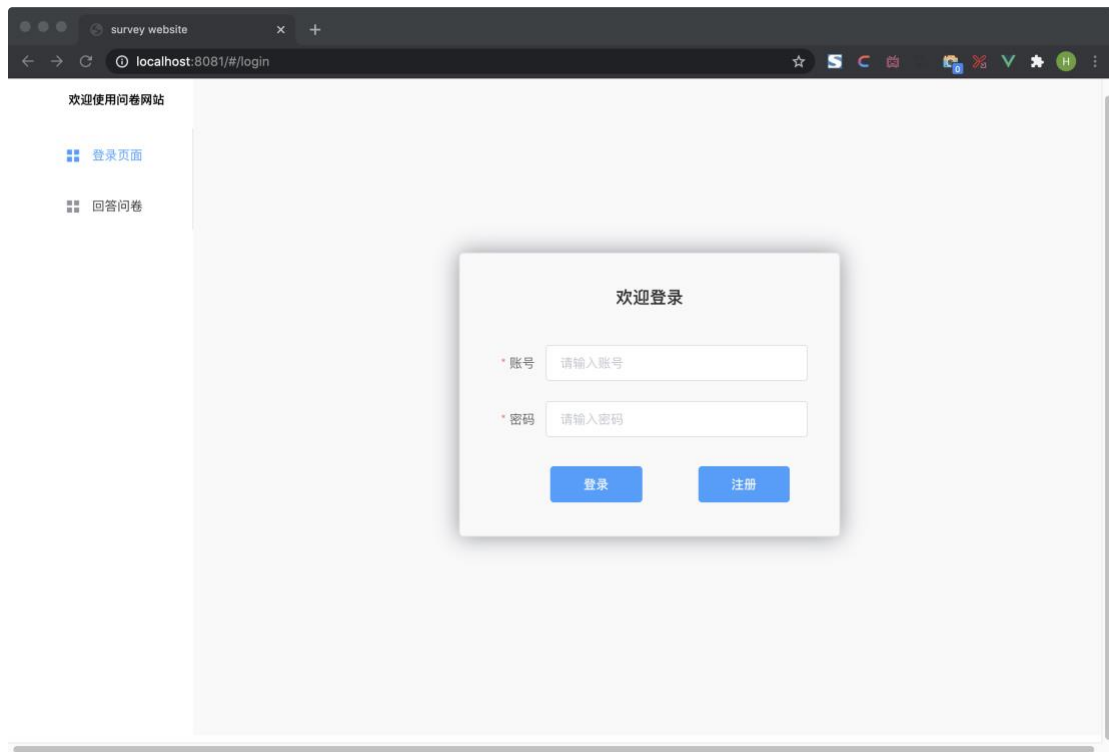 survey website
localhost:8081/#/login
欢迎使用问卷网站
登录页面
回答问卷
欢迎登录
* 账号 请输入账号
* 密码 请输入密码
登录 注册
S
0
H